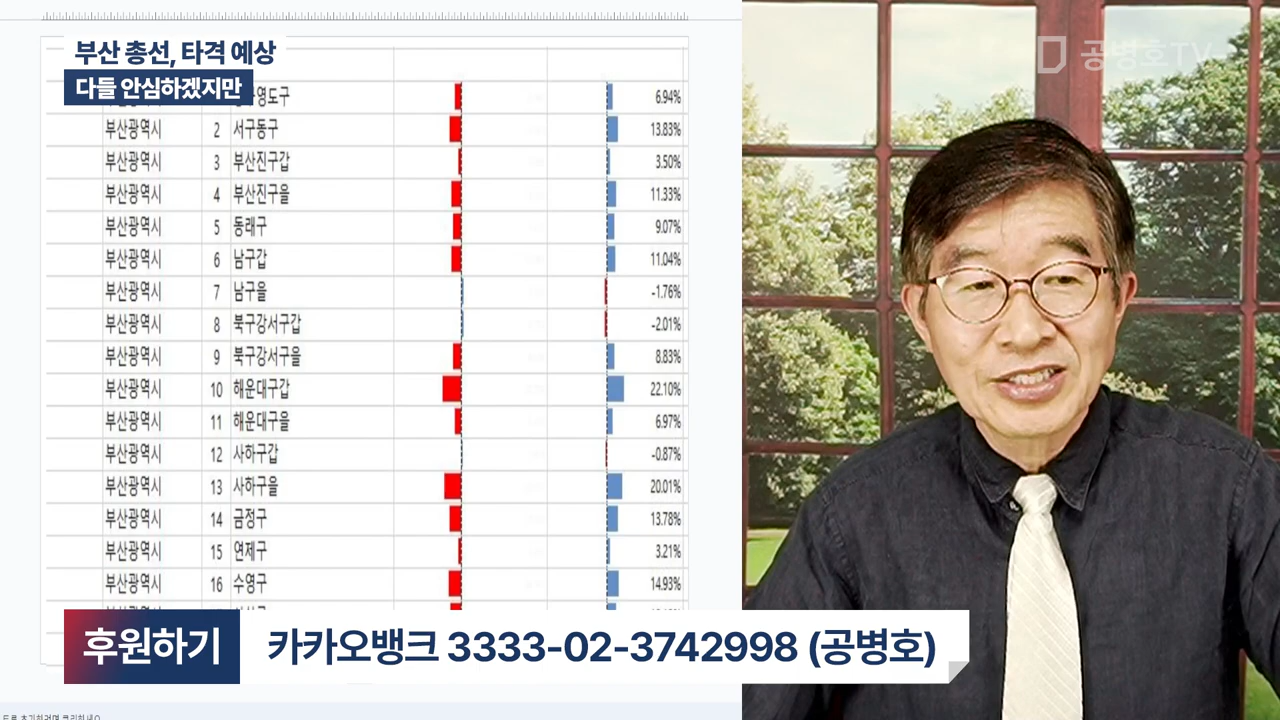 부산 총선, 타격 예상
다들 안심하겠지만
공병호TV
영도구 6.94%
부산광역시 2 서구동구 13.83%
부산광역시 3 부산진구갑 3.50%
부산광역시 4 부산진구을 11.33%
부산광역시 5 동래구 9.07%
부산광역시 6 남구갑 11.04%
부산광역시 7 남구을 -1.76%
부산광역시 8 북구강서구갑 -2.01%
부산광역시 9 북구강서구을 8.83%
부산광역시 10 해운대구갑 22.10%
부산광역시 11 해운대구을 6.97%
부산광역시 12 사하구갑 -0.87%
부산광역시 13 사하구을 20.01%
부산광역시 14 금정구 13.78%
부산광역시 15 연제구 3.21%
부산광역시 16 수영구 14.93%
후원하기 카카오뱅크 3333-02-3742998 (공병호)